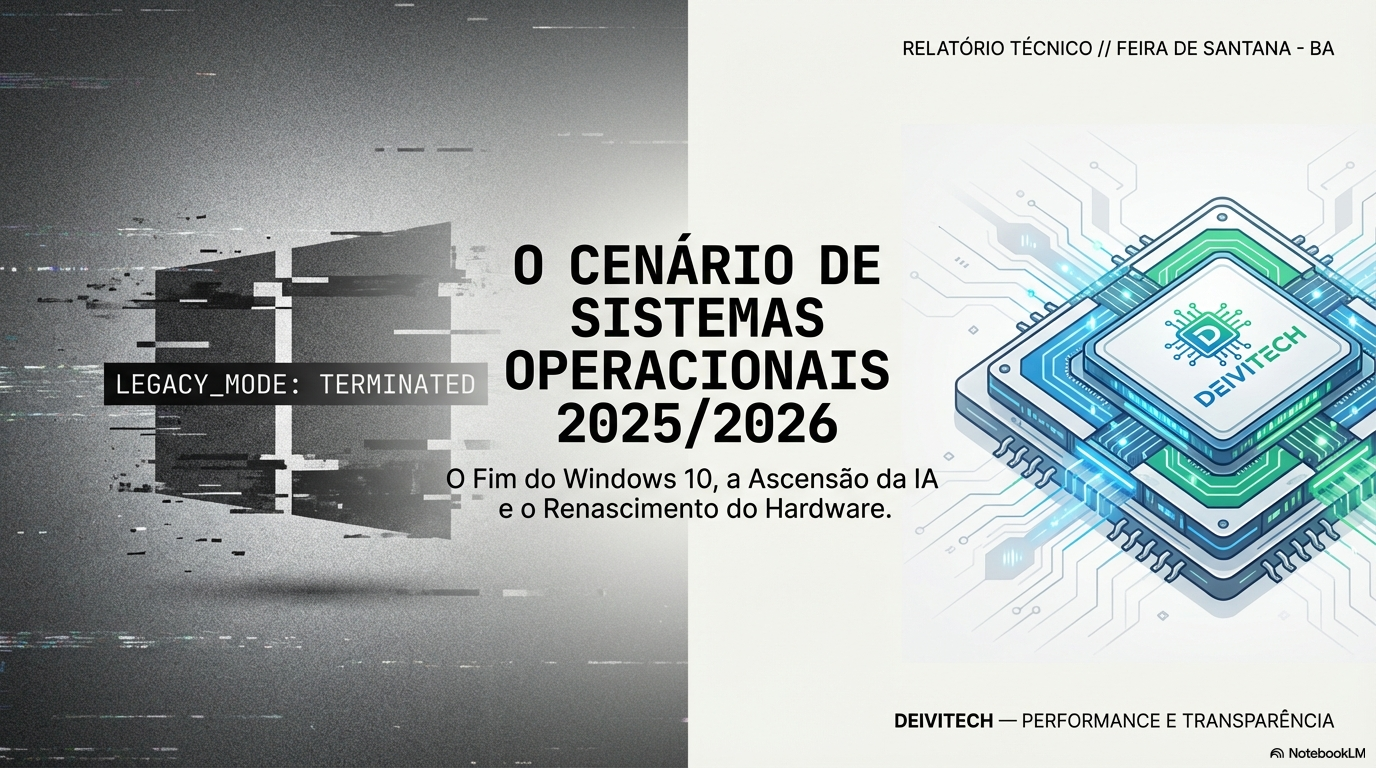 RELATÓRIO TÉCNICO // FEIRA DE SANTANA - BA
LEGACY_MODE: TERMINATED
O CENÁRIO DE
SISTEMAS
OPERACIONAIS
2025/2026
O Fim do Windows 10, a Ascensão da IA
e o Renascimento do Hardware.
D
DEIVITECH
DEIVITECH — PERFORMANCE E TRANSPARÊNCIA
NotebookLM